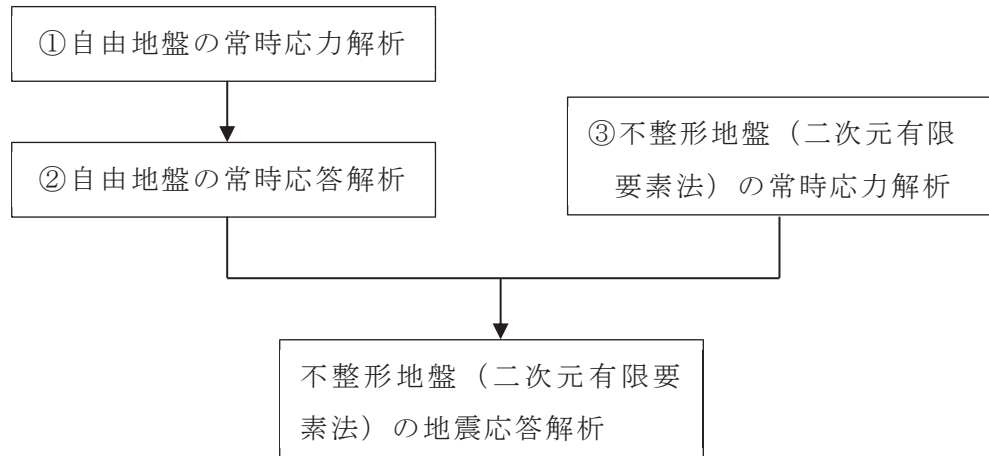 ①自由地盤の常時応力解析
②自由地盤の常時応答解析
③不整形地盤（二次元有限
要素法）の常時応力解析
不整形地盤（二次元有限要
素法）の地震応答解析